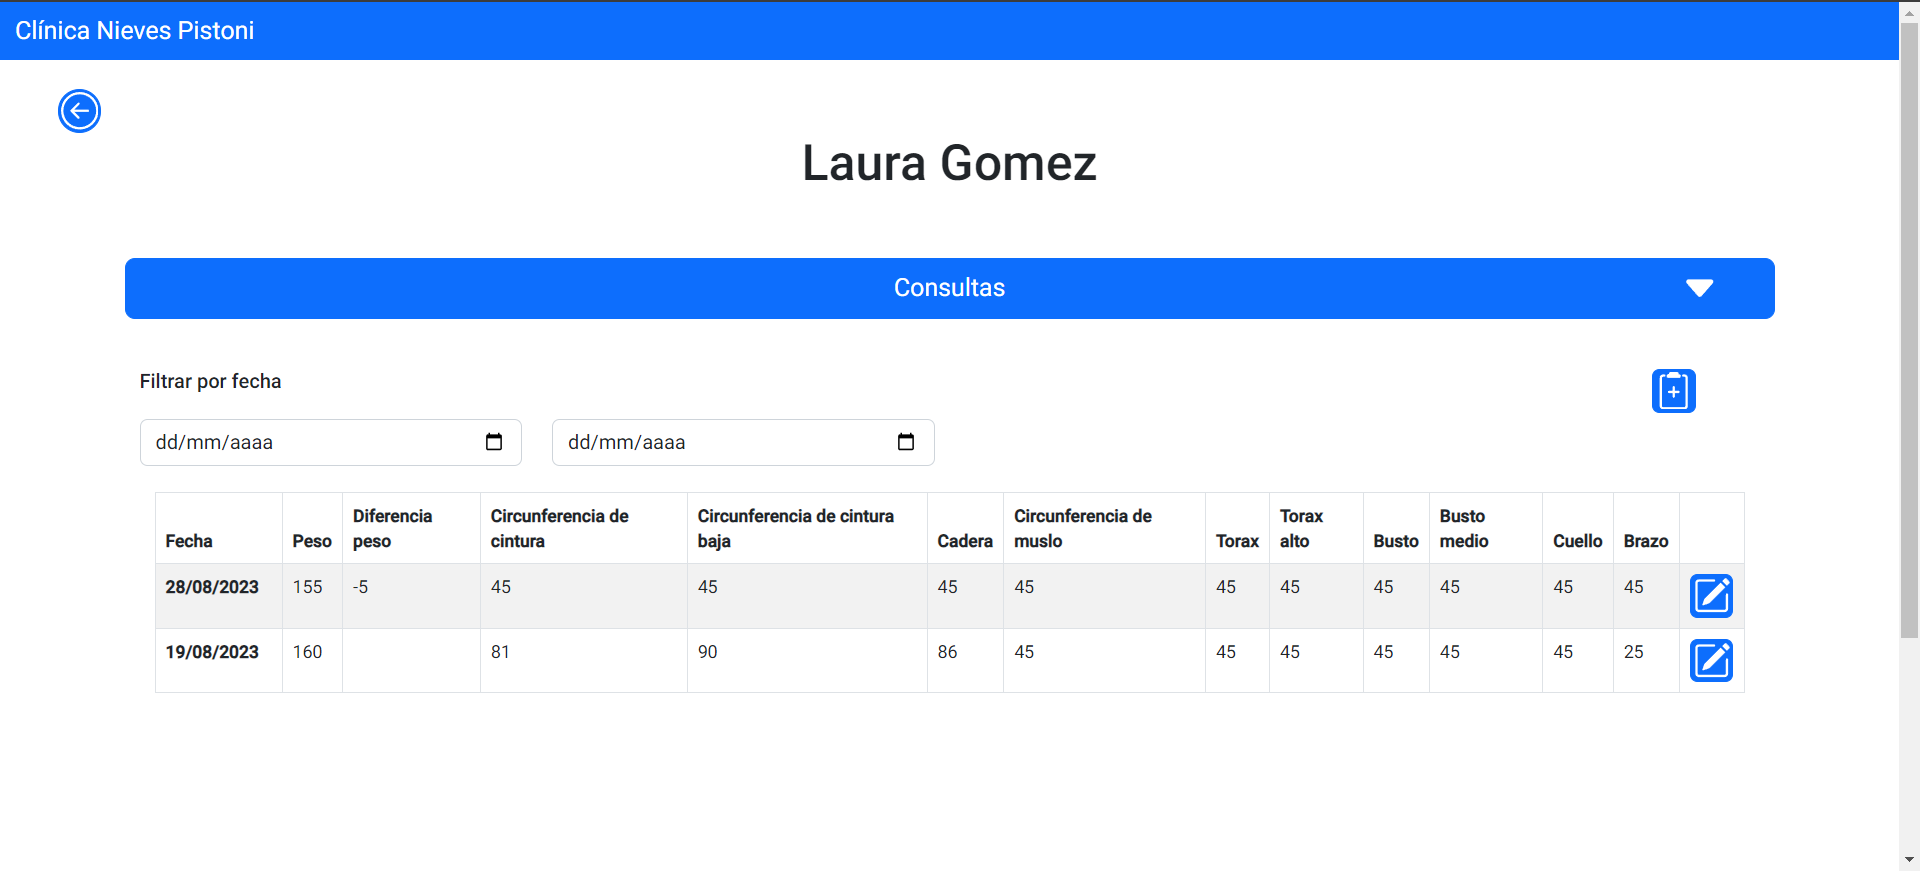 Clínica Nieves Pistoni
Laura Gomez
Consultas
Filtrar por fecha
dd/mm/aaaa dd/mm/aaaa
Fecha Peso Diferencia peso Circunferencia de cintura Circunferencia de cintura baja Cadera Circunferencia de muslo Torax Torax alto Busto Busto medio Cuello Brazo
28/08/2023 155 -5 45 45 45 45 45 45 45 45 45 45
19/08/2023 160 81 90 86 45 45 45 45 45 45 25